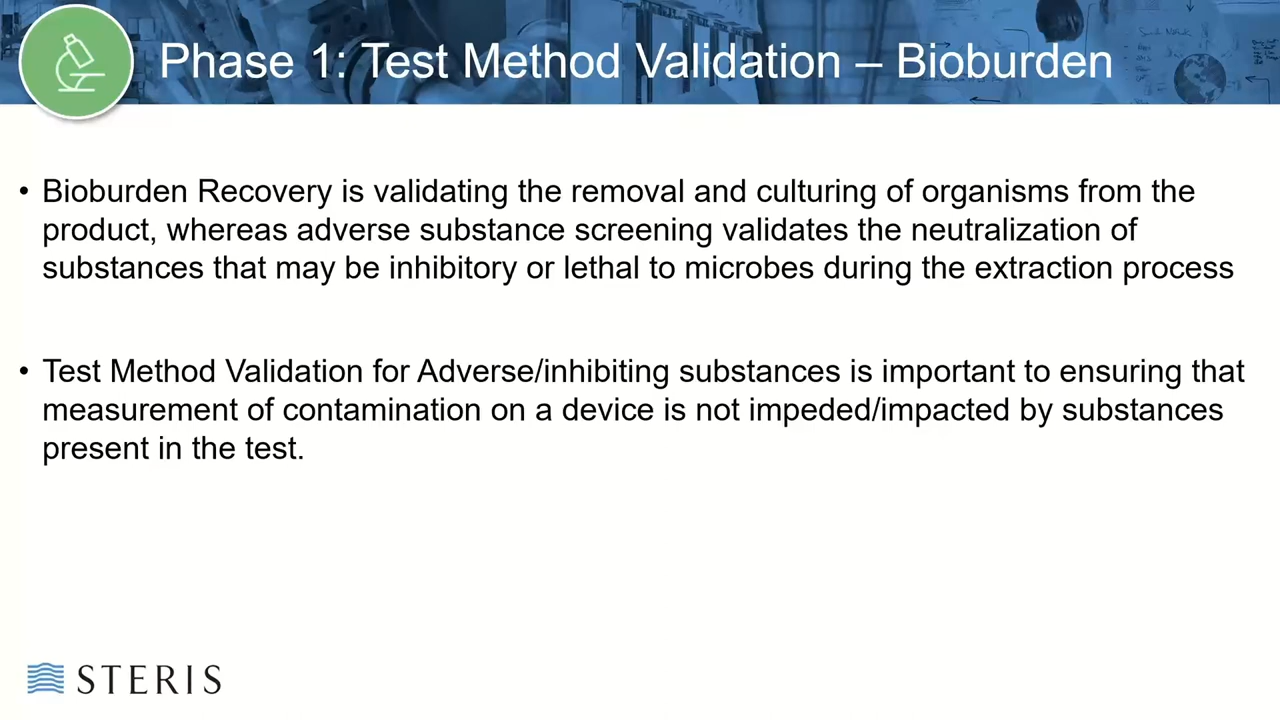 Phase 1: Test Method Validation – Bioburden
• Bioburden Recovery is validating the removal and culturing of organisms from the
product, whereas adverse substance screening validates the neutralization of
substances that may be inhibitory or lethal to microbes during the extraction process
• Test Method Validation for Adverse/inhibiting substances is important to ensuring that
measurement of contamination on a device is not impeded/impacted by substances
present in the test.
STERIS